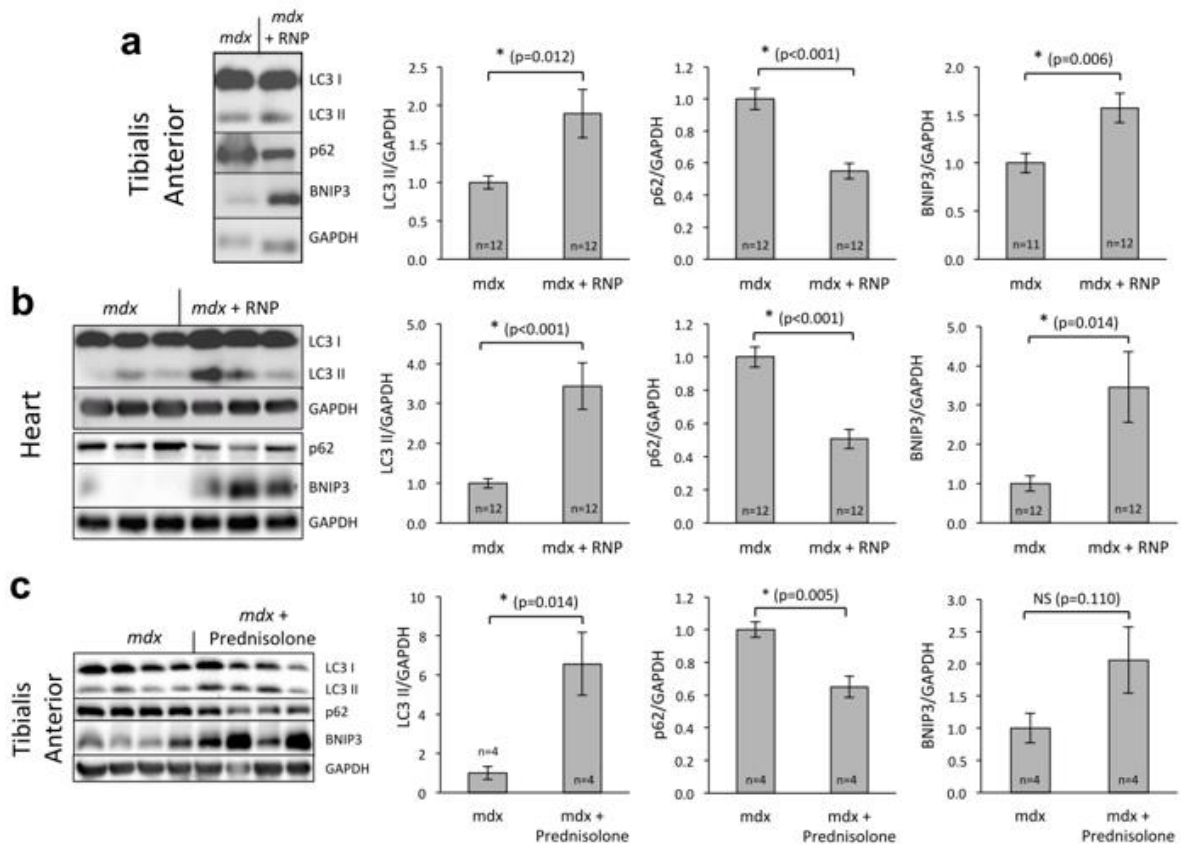 a
Tibialis
Anterior
mdx
mdx
+ RNP
LC3 I
LC3 II
p62
BNIP3
GAPDH
LC3 II/GAPDH
2.5
2.0
1.5
1.0
0.5
0.0
* (p=0.012)
n=12
n=12
mdx
mdx + RNP
p62/GAPDH
1.2
1.0
0.8
0.6
0.4
0.2
0.0
* (p<0.001)
n=12
n=12
mdx
mdx + RNP
BNIP3/GAPDH
2.0
1.5
1.0
0.5
0.0
* (p=0.006)
n=11
n=12
mdx
mdx + RNP
b
Heart
mdx
mdx + RNP
LC3 I
LC3 II
GAPDH
p62
BNIP3
GAPDH
LC3 II/GAPDH
5.0
4.0
3.0
2.0
1.0
0.0
* (p<0.001)
n=12
n=12
mdx
mdx + RNP
p62/GAPDH
1.2
1.0
0.8
0.6
0.4
0.2
0.0
* (p<0.001)
n=12
n=12
mdx
mdx + RNP
BNIP3/GAPDH
5.0
4.0
3.0
2.0
1.0
0.0
* (p=0.014)
n=12
n=12
mdx
mdx + RNP
c
Tibialis
Anterior
mdx
mdx +
Prednisolone
LC3 I
LC3 II
p62
BNIP3
GAPDH
LC3 II/GAPDH
10
8
6
4
2
0
* (p=0.014)
n=4
n=4
mdx
mdx +
Prednisolone
p62/GAPDH
1.2
1.0
0.8
0.6
0.4
0.2
0.0
* (p=0.005)
n=4
n=4
mdx
mdx +
Prednisolone
BNIP3/GAPDH
3.0
2.5
2.0
1.5
1.0
0.5
0.0
NS (p=0.110)
n=4
n=4
mdx
mdx +
Prednisolone